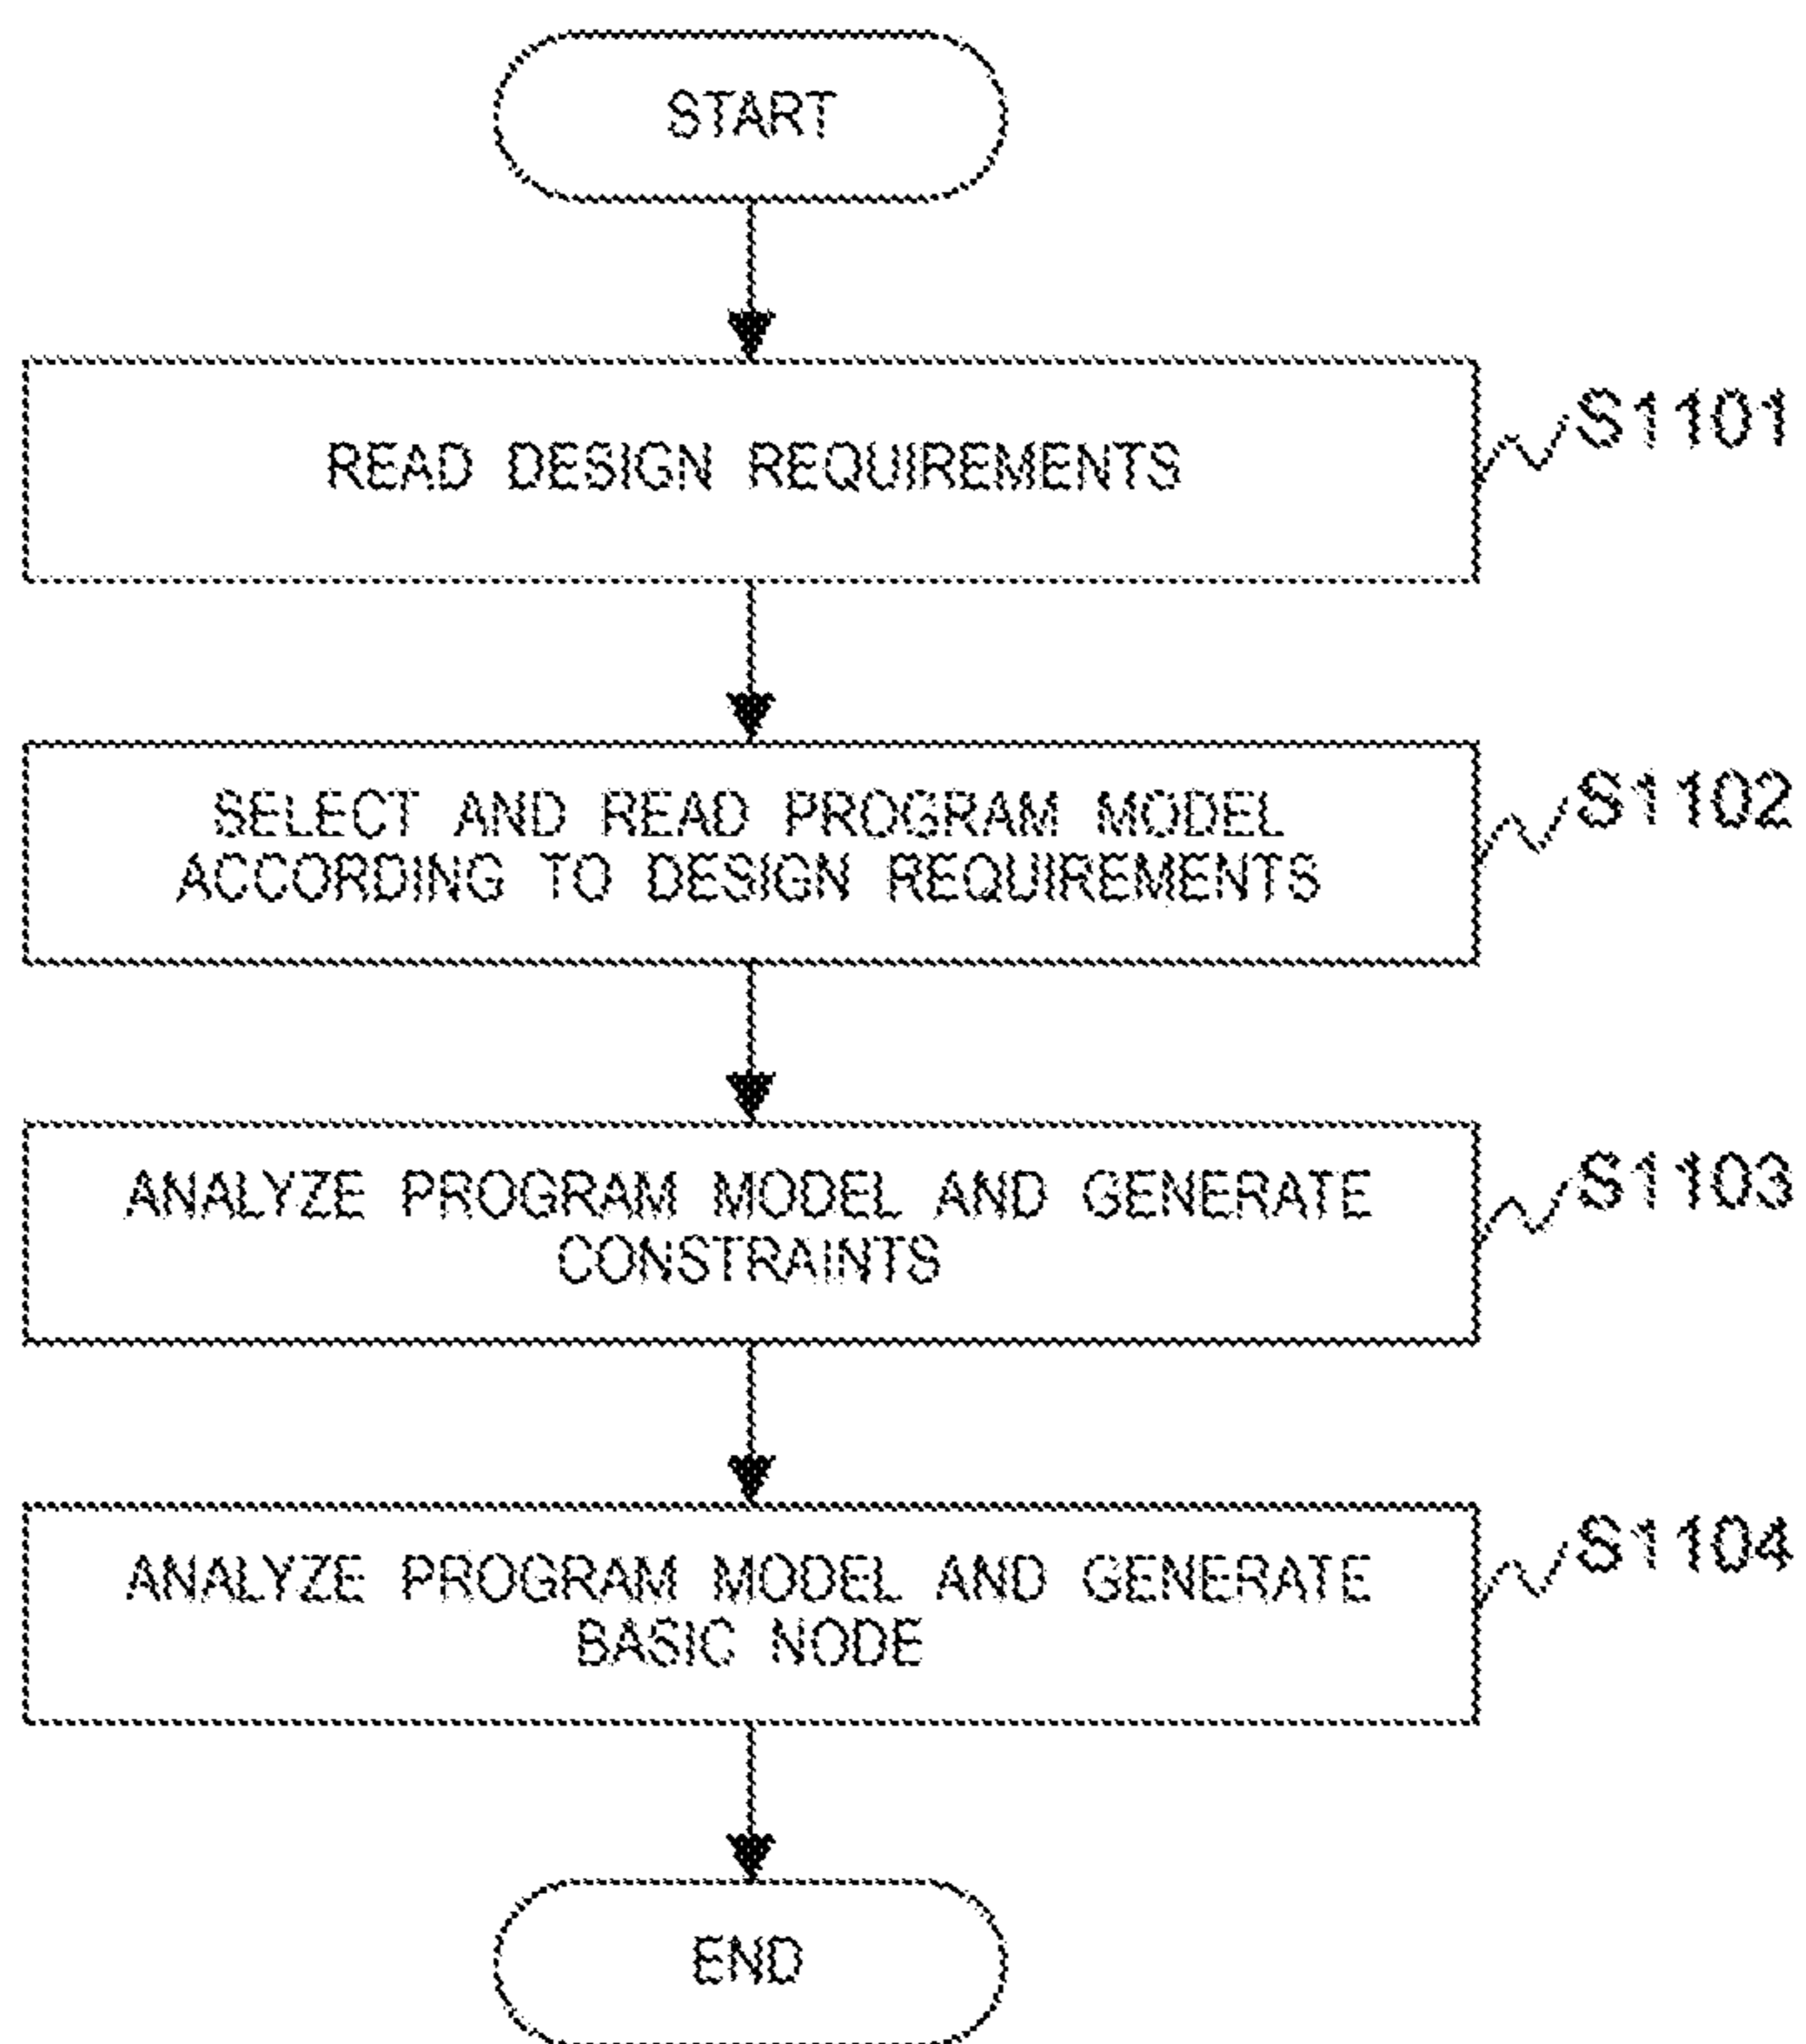 START
READ DESIGN REQUIREMENTS
S1101
SELECT AND READ PROGRAM MODEL
ACCORDING TO DESIGN REQUIREMENTS
S1102
ANALYZE PROGRAM MODEL AND GENERATE
CONSTRAINTS
S1103
ANALYZE PROGRAM MODEL AND GENERATE
BASIC NODE
S1104
END